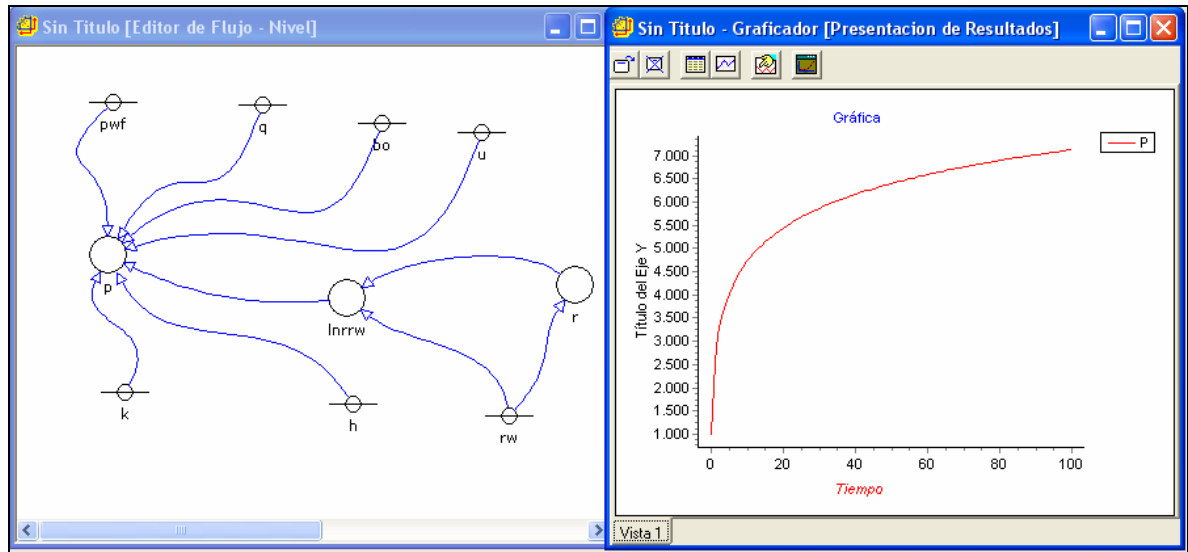 Sin Titulo [Editor de Flujo - Nivel]
pwf
q
bo
u
p
lnrrw
r
k
h
rw
Sin Titulo - Graficador [Presentacion de Resultados]
Gráfica
P
Título del Eje Y
7.000
6.500
6.000
5.500
5.000
4.500
4.000
3.500
3.000
2.500
2.000
1.500
1.000
0 20 40 60 80 100
Tiempo
Vista 1